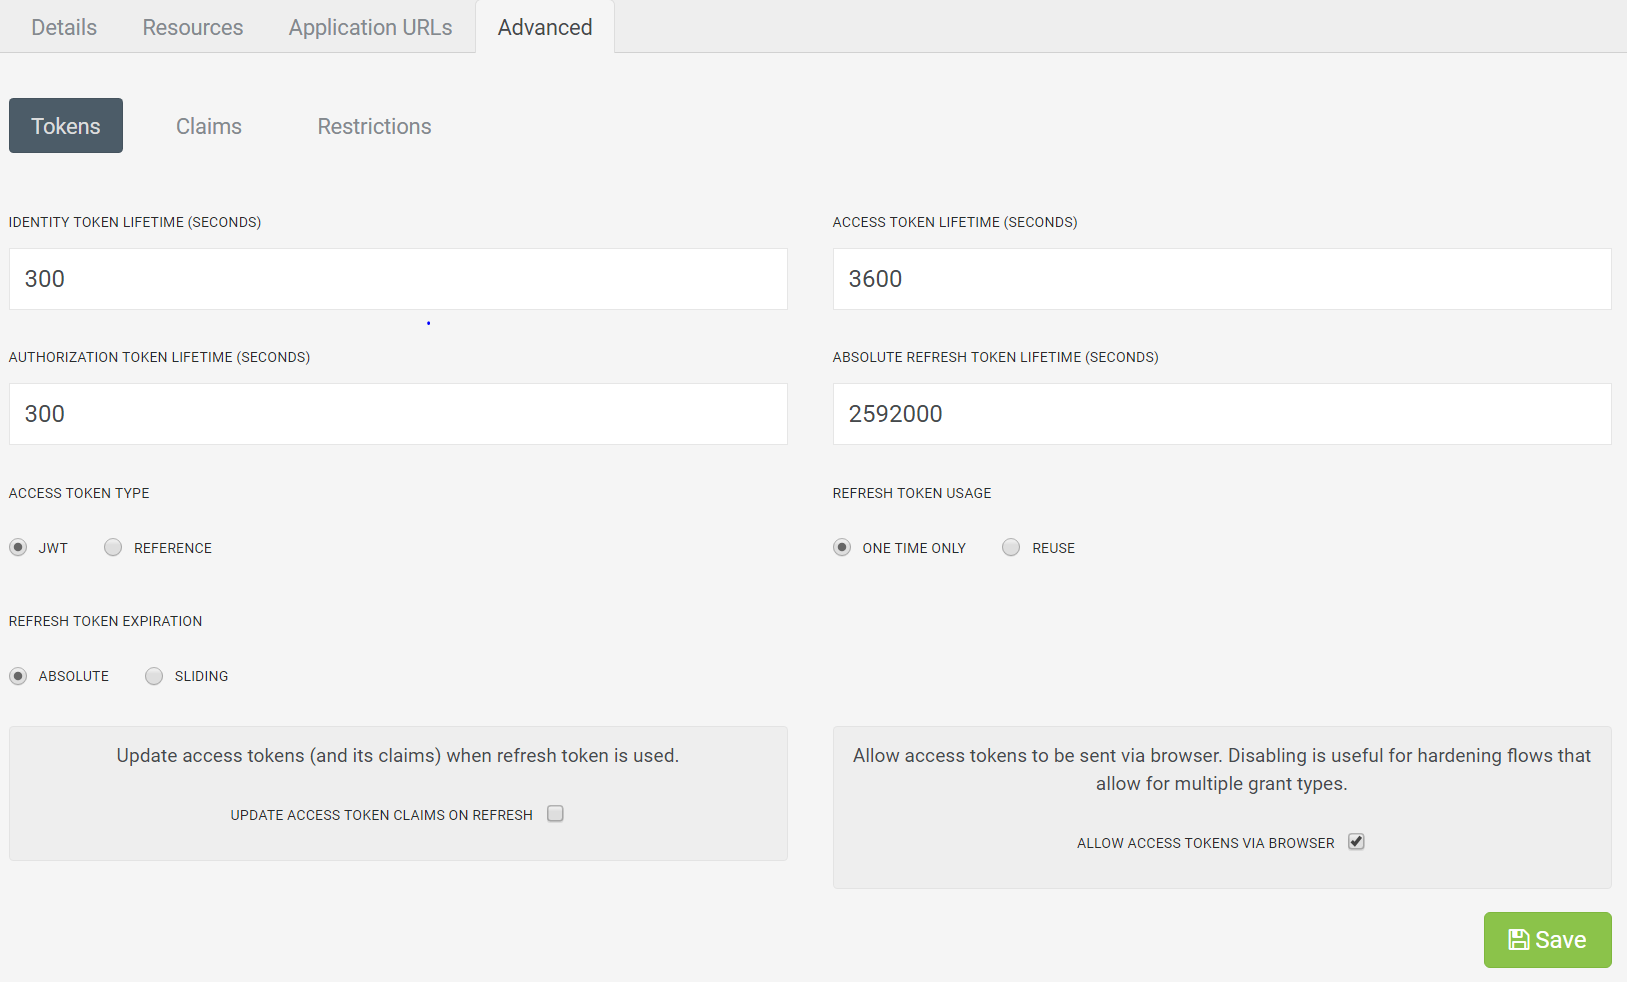 Details Resources Application URLs Advanced
Tokens Claims Restrictions
IDENTITY TOKEN LIFETIME (SECONDS)
300
ACCESS TOKEN LIFETIME (SECONDS)
3600
AUTHORIZATION TOKEN LIFETIME (SECONDS)
300
ABSOLUTE REFRESH TOKEN LIFETIME (SECONDS)
2592000
ACCESS TOKEN TYPE
JWT REFERENCE
REFRESH TOKEN USAGE
ONE TIME ONLY REUSE
REFRESH TOKEN EXPIRATION
ABSOLUTE SLIDING
Update access tokens (and its claims) when refresh token is used.
UPDATE ACCESS TOKEN CLAIMS ON REFRESH
Allow access tokens to be sent via browser. Disabling is useful for hardening flows that
allow for multiple grant types.
ALLOW ACCESS TOKENS VIA BROWSER
Save